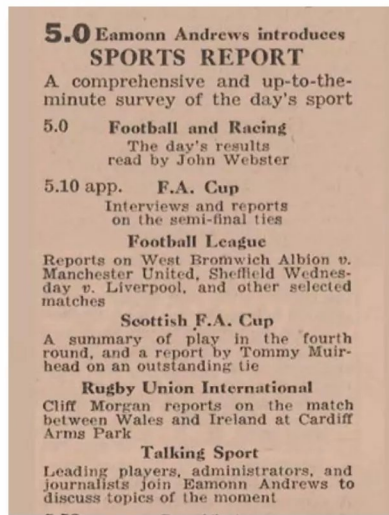 5.0 Eamonn Andrews introduces
SPORTS REPORT
A comprehensive and up-to-the-
minute survey of the day's sport
5.0 Football and Racing
The day's results
read by John Webster
5.10 app. F.A. Cup
Interviews and reports
on the semi-final ties
Football League
Reports on West Bromwich Albion v.
Manchester United, Sheffield Wednes-
day v. Liverpool, and other selected
matches
Scottish F.A. Cup
A summary of play in the fourth
round, and a report by Tommy Muir-
head on an outstanding tie
Rugby Union International
Cliff Morgan reports on the match
between Wales and Ireland at Cardiff
Arms Park
Talking Sport
Leading players, administrators, and
journalists join Eamonn Andrews to
discuss topics of the moment